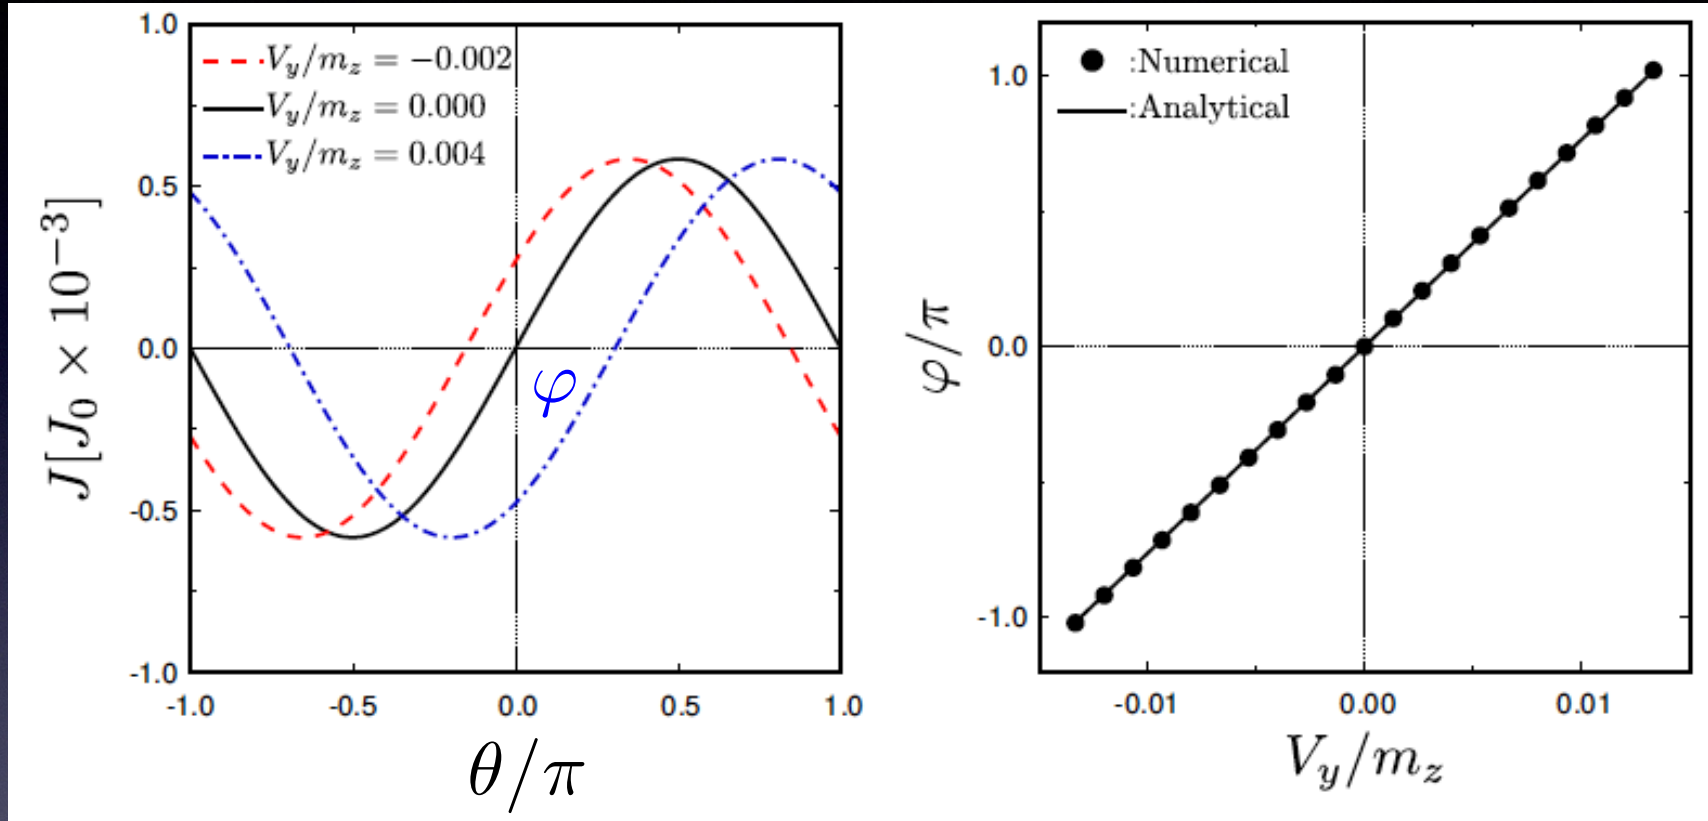 1.0
0.5
0.0
-0.5
-1.0
J[J₀ × 10⁻³]
V_y/m_z = −0.002
V_y/m_z = 0.000
V_y/m_z = 0.004
φ
-1.0 -0.5 0.0 0.5 1.0
θ/π
1.0
0.0
-1.0
φ/π
:Numerical
:Analytical
-0.01 0.00 0.01
V_y/m_z